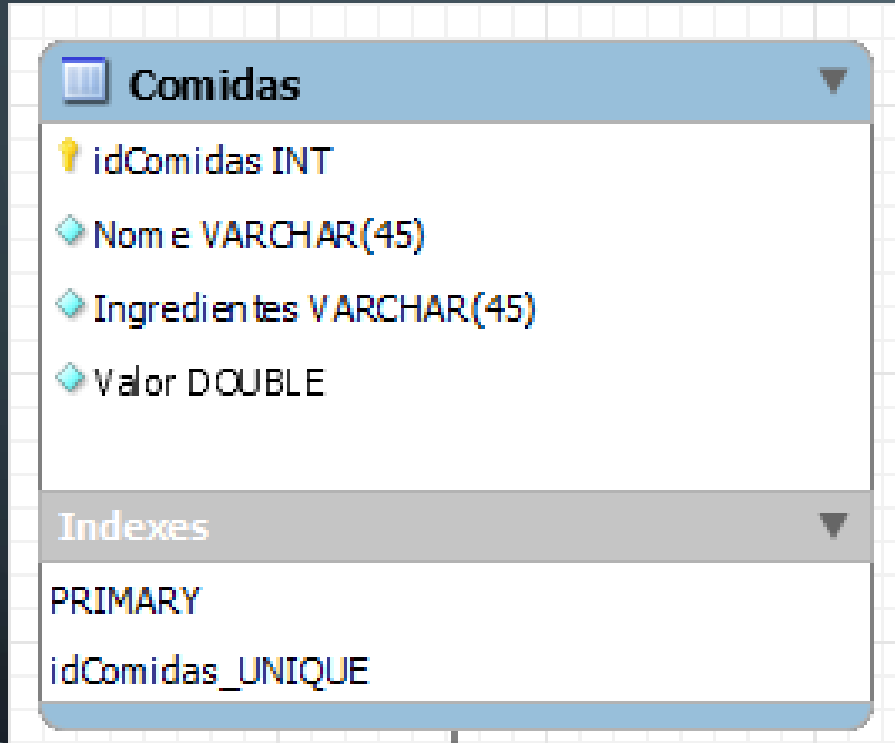 Comidas
idComidas INT
Nome VARCHAR(45)
Ingredientes VARCHAR(45)
Valor DOUBLE
Indexes
PRIMARY
idComidas_UNIQUE